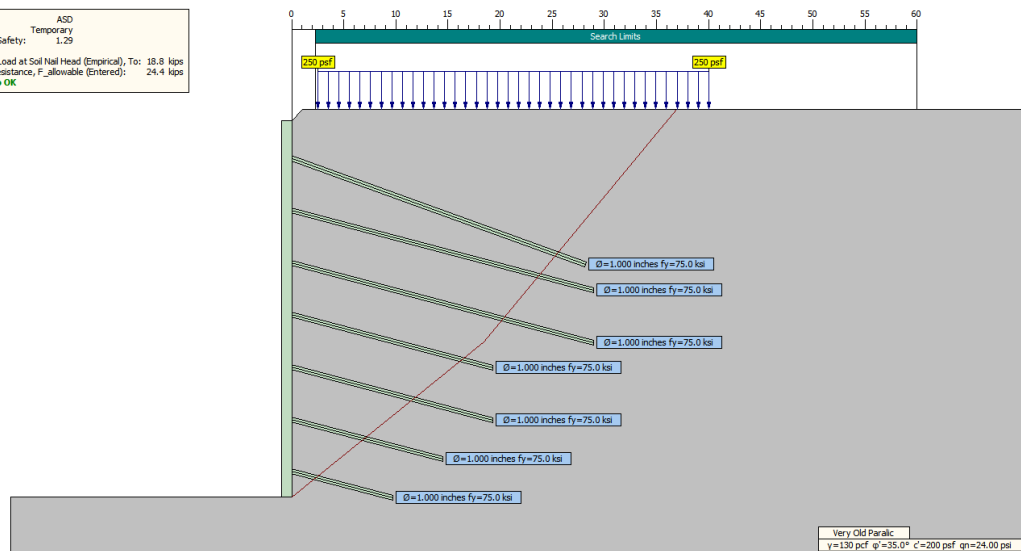 ASD
Temporary
Safety: 1.29
Load at Soil Nail Head (Empirical), To: 18.8 kips
esistance, F_allowable (Entered): 24.4 kips
OK
0 5 10 15 20 25 30 35 40 45 50 55 60
Search Limits
250 psf 250 psf
Ø=1.000 inches fy=75.0 ksi
Ø=1.000 inches fy=75.0 ksi
Ø=1.000 inches fy=75.0 ksi
Ø=1.000 inches fy=75.0 ksi
Ø=1.000 inches fy=75.0 ksi
Ø=1.000 inches fy=75.0 ksi
Ø=1.000 inches fy=75.0 ksi
Very Old Paralic
γ=130 pcf φ'=35.0° c'=200 psf qn=24.00 psi